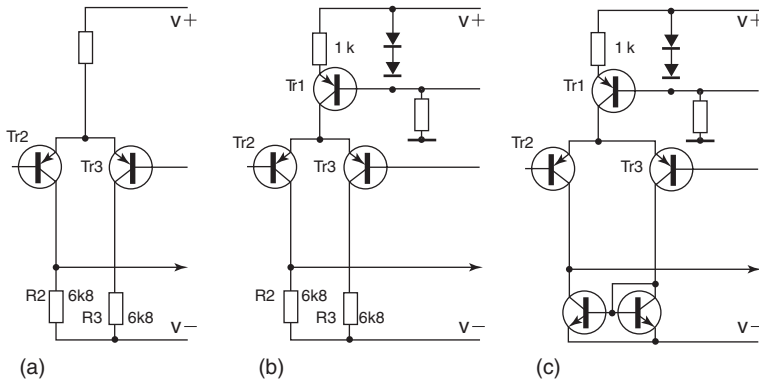 V+
Tr2
Tr3
R2
6k8
R3
6k8
V−
(a)
V+
1 k
Tr1
Tr2
Tr3
R2
6k8
R3
6k8
V−
(b)
V+
1 k
Tr1
Tr2
Tr3
V−
(c)